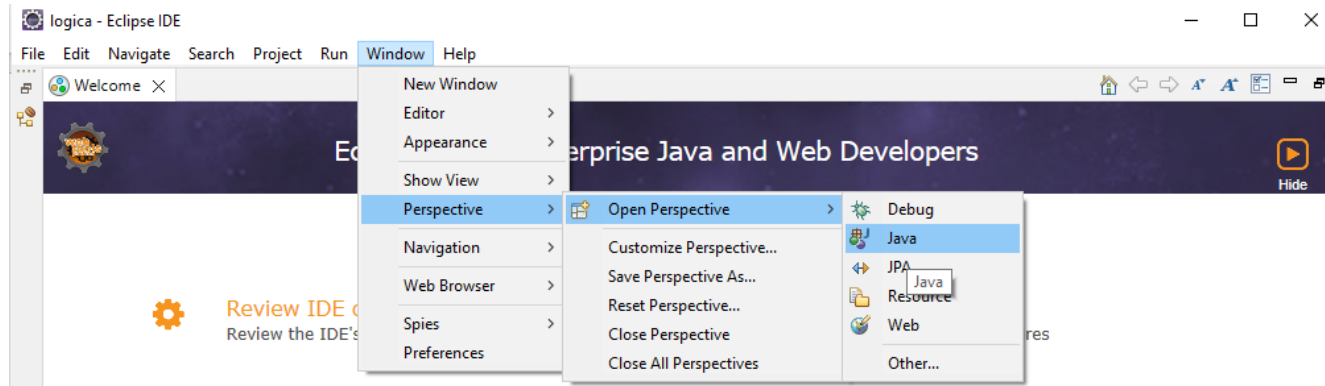 logica - Eclipse IDE
File Edit Navigate Search Project Run Window Help
Welcome
New Window
Editor
Appearance
Show View
Perspective
Navigation
Web Browser
Spies
Preferences
Open Perspective
Customize Perspective...
Save Perspective As...
Reset Perspective...
Close Perspective
Close All Perspectives
Debug
Java
JPA
Java
Resource
Web
Other...
Ec erprise Java and Web Developers
Hide
Review IDE c
Review the IDE's res